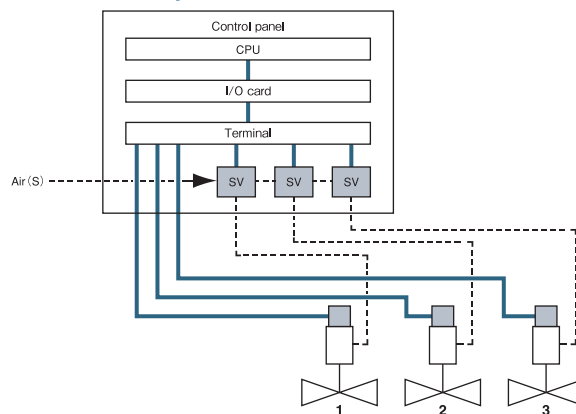 Control panel
CPU
I/O card
Terminal
Air(S)
SV SV SV
1 2 3